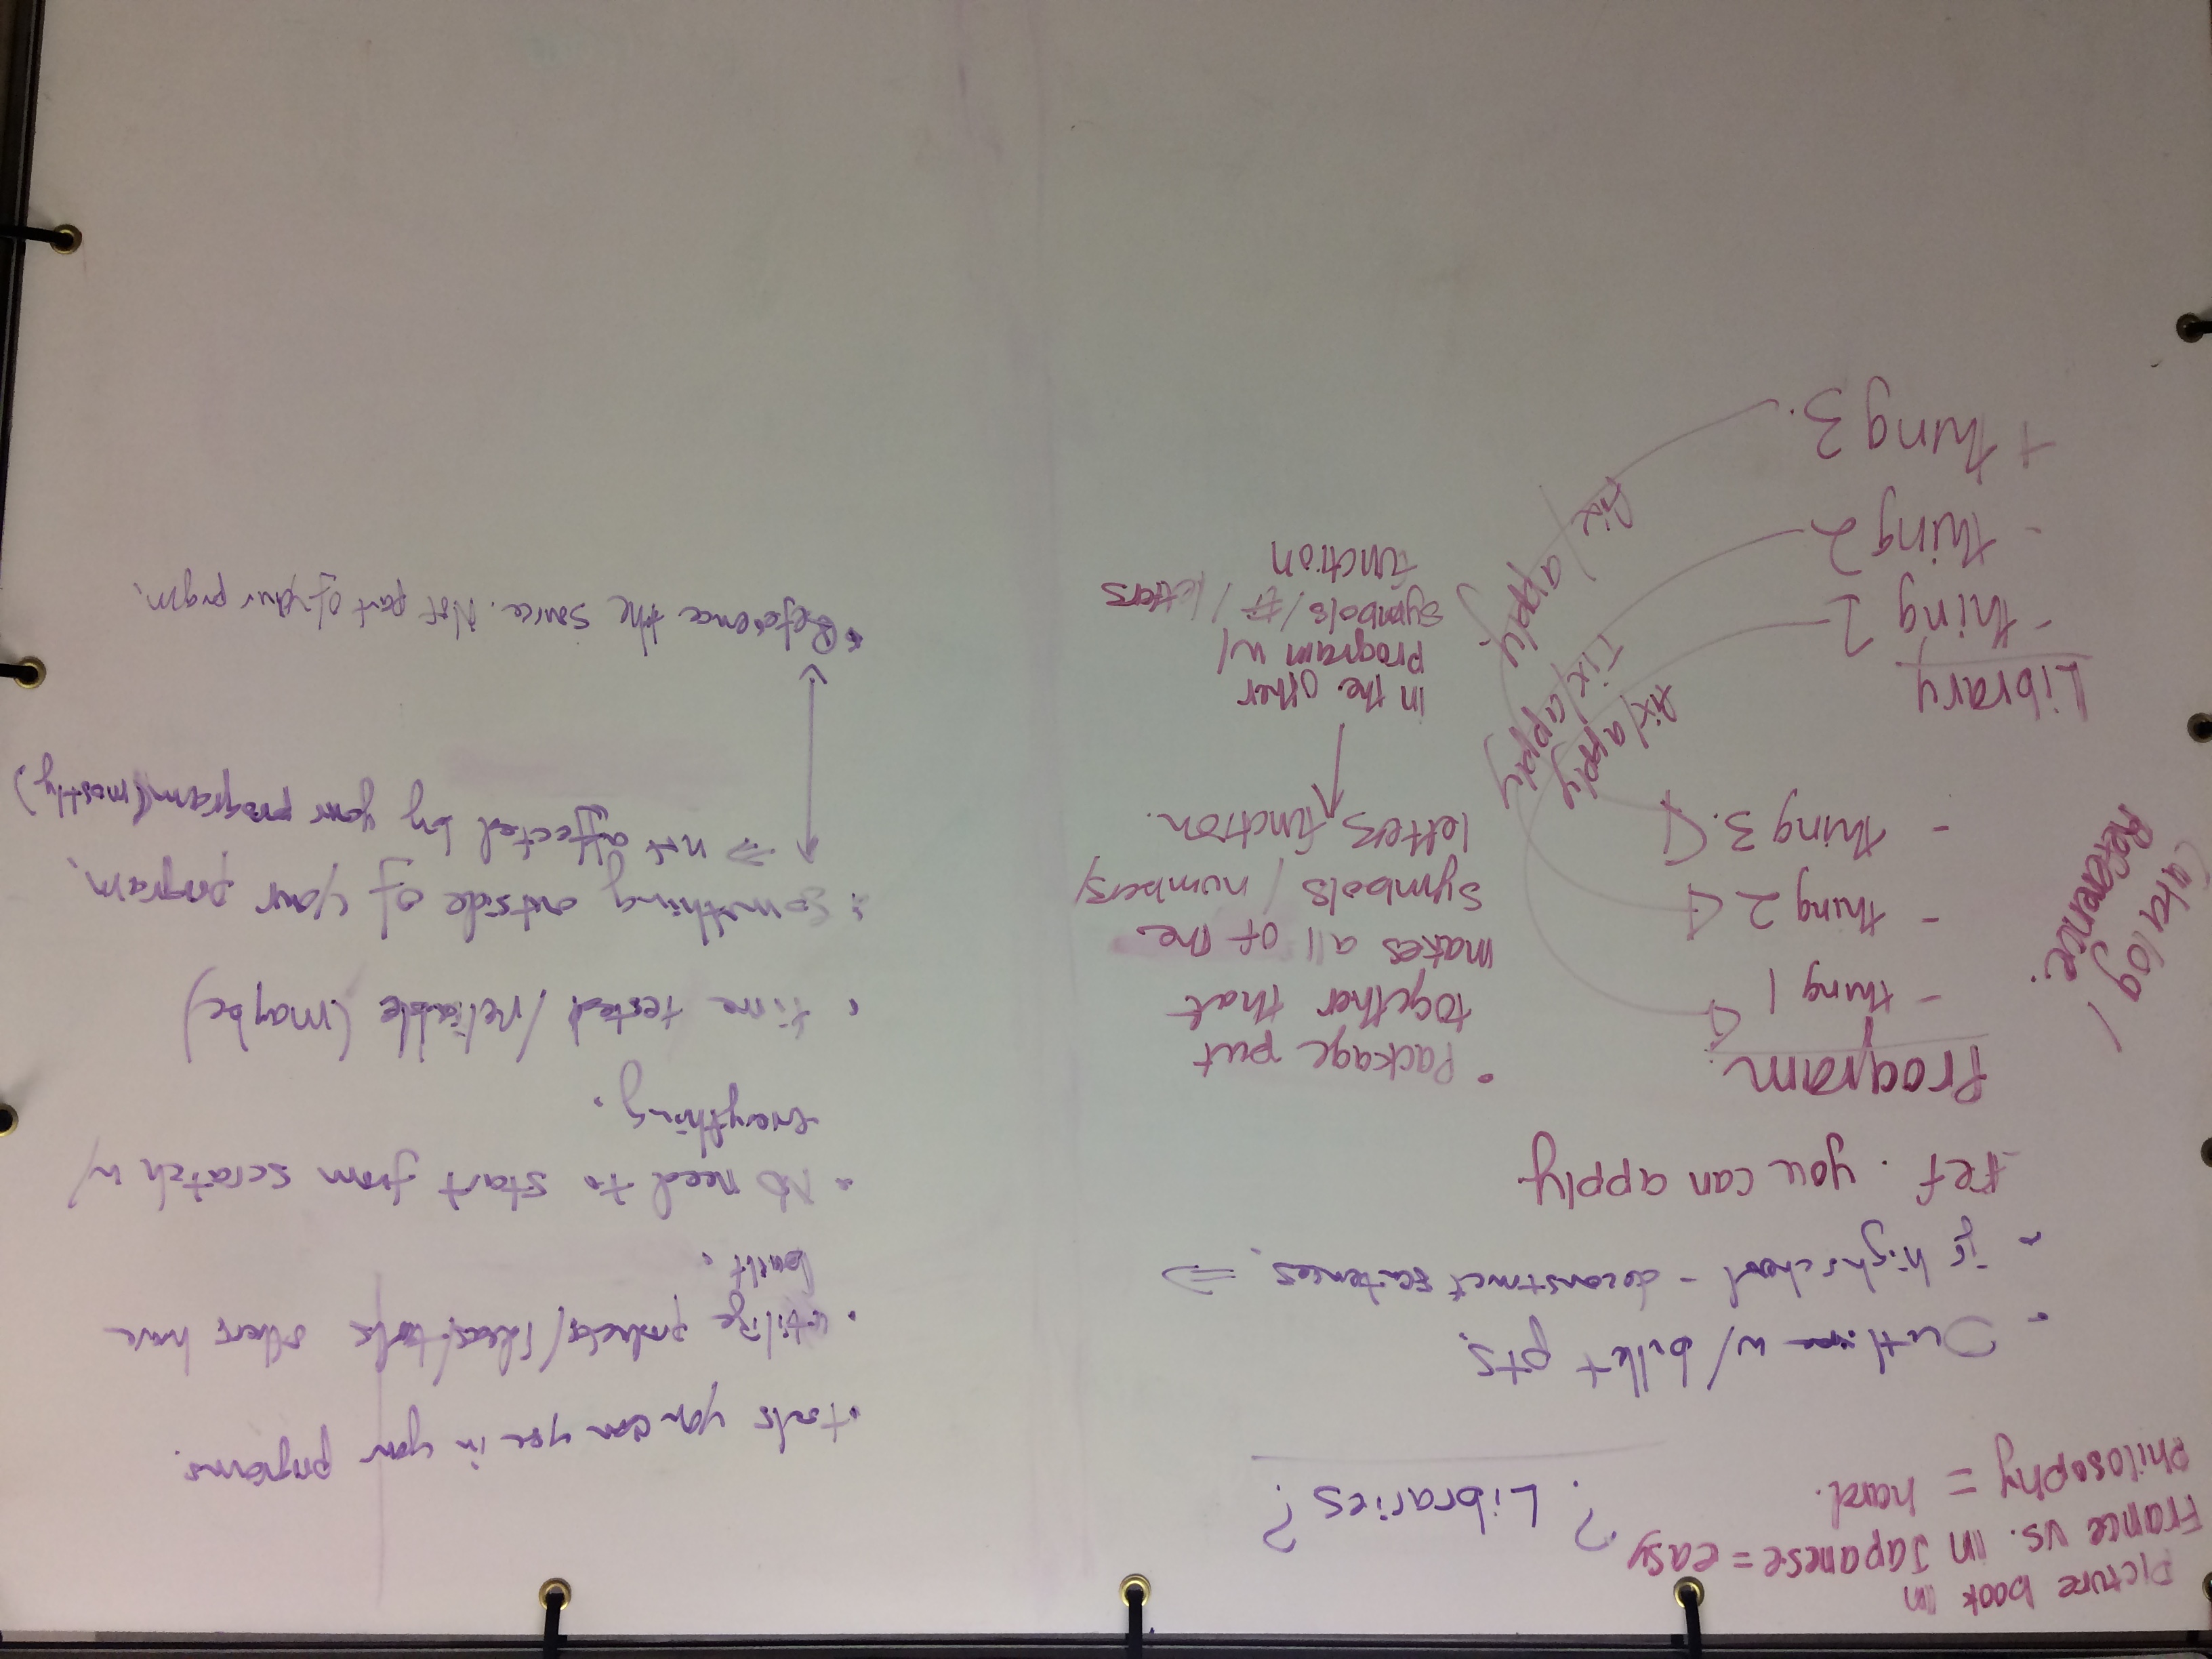 Picture book in
France vs. in Japanese = easy
Philosophy = hard.
? Libraries?
- Outline w/ bullet pts.
- jr highschool - deconstruct sentences. ⇒
ref. you can apply.
Program.
- thing 1
- thing 2
- thing 3.
Catalog /
Reference.
• Package put
together that
makes all of the
symbols / numbers/
letters function.
in the other
program w/
symbols/#/letters
function
fix/apply
Fix/apply
fix/apply
Library
- thing 1
- thing 2
+ thing 3.
• tools you can use in your programs.
• utilize products/ideas/tools others have
built.
• No need to start from scratch w/
everything.
• time tested /reliable (maybe)
• Something outside of your program.
⇒ not affected by your program (mostly)
• Reference the source. Not part of your prgm.